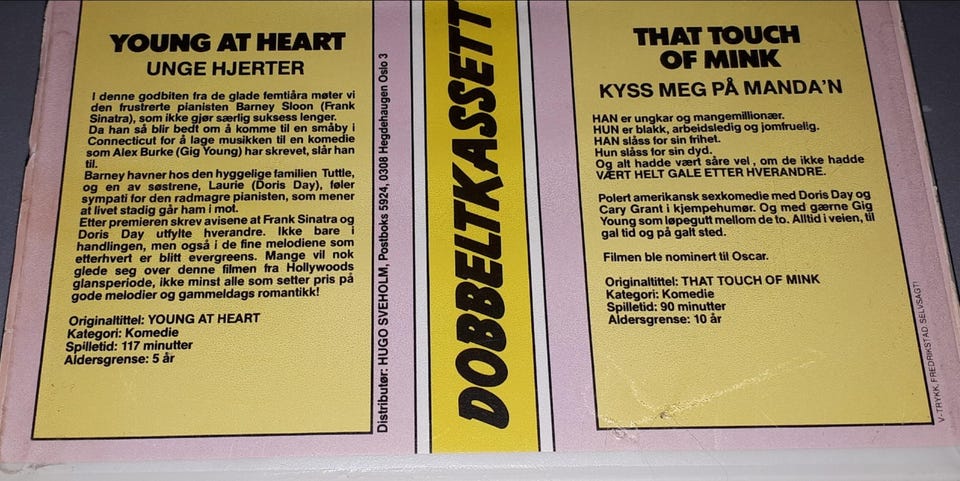 YOUNG AT HEART
UNGE HJERTER
I denne godbiten fra de glade femtiåra møter vi
den frustrerte pianisten Barney Sloon (Frank
Sinatra), som ikke gjør særlig suksess lenger.
Da han så blir bedt om å komme til en småby i
Connecticut for å lage musikken til en komedie
som Alex Burke (Gig Young) har skrevet, slår han
til.
Barney havner hos den hyggelige familien Tuttle,
og en av søstrene, Laurie (Doris Day), føler
sympati for den radmagre pianisten, som mener
at livet stadig går ham i mot.
Etter premieren skrev avisene at Frank Sinatra og
Doris Day utfylte hverandre. Ikke bare i
handlingen, men også i de fine melodiene som
etterhvert er blitt evergreens. Mange vil nok
glede seg over denne filmen fra Hollywoods
glansperiode, ikke minst alle som setter pris på
gode melodier og gammeldags romantikk!
Originaltittel: YOUNG AT HEART
Kategori: Komedie
Spilletid: 117 minutter
Aldersgrense: 5 år
Distributør: HUGO SVEHOLM, Postboks 5924, 0308 Hegdehaugen Oslo 3
DOBBELTKASSETT
THAT TOUCH
OF MINK
KYSS MEG PÅ MANDA'N
HAN er ungkar og mangemillionær.
HUN er blakk, arbeidsledig og jomfruelig.
HAN slåss for sin frihet.
Hun slåss for sin dyd.
Og alt hadde vært såre vel , om de ikke hadde
VÆRT HELT GALE ETTER HVERANDRE.
Polert amerikansk sexkomedie med Doris Day og
Cary Grant i kjempehumør. Og med gærne Gig
Young som løpegutt mellom de to. Alltid i veien, til
gal tid og på galt sted.
Filmen ble nominert til Oscar.
Originaltittel: THAT TOUCH OF MINK
Kategori: Komedie
Spilletid: 90 minutter
Aldersgrense: 10 år
V-TRYKK, FREDRIKSTAD, SELVSAGT!